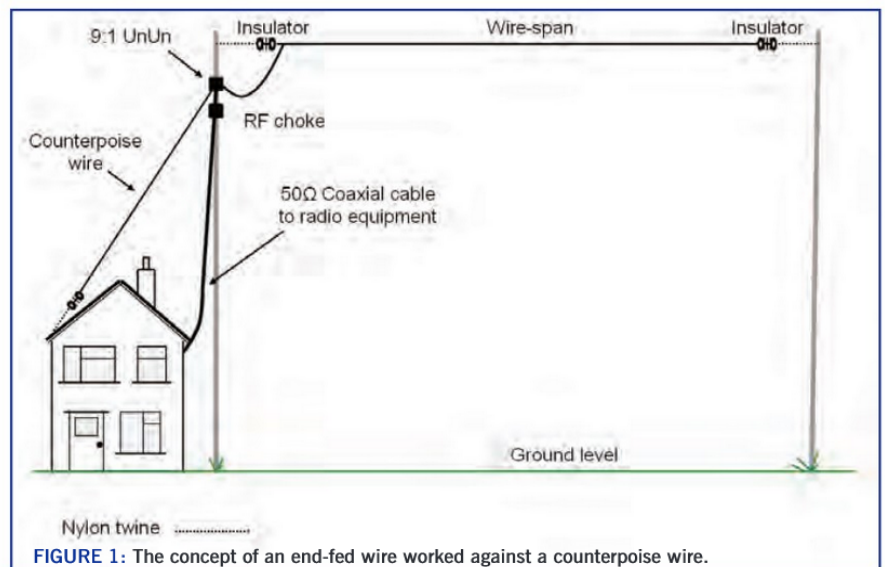 Insulator
Wire-span
Insulator
9:1 UnUn
RF choke
Counterpoise
wire
50Ω Coaxial cable
to radio equipment
Ground level
Nylon twine
FIGURE 1: The concept of an end-fed wire worked against a counterpoise wire.